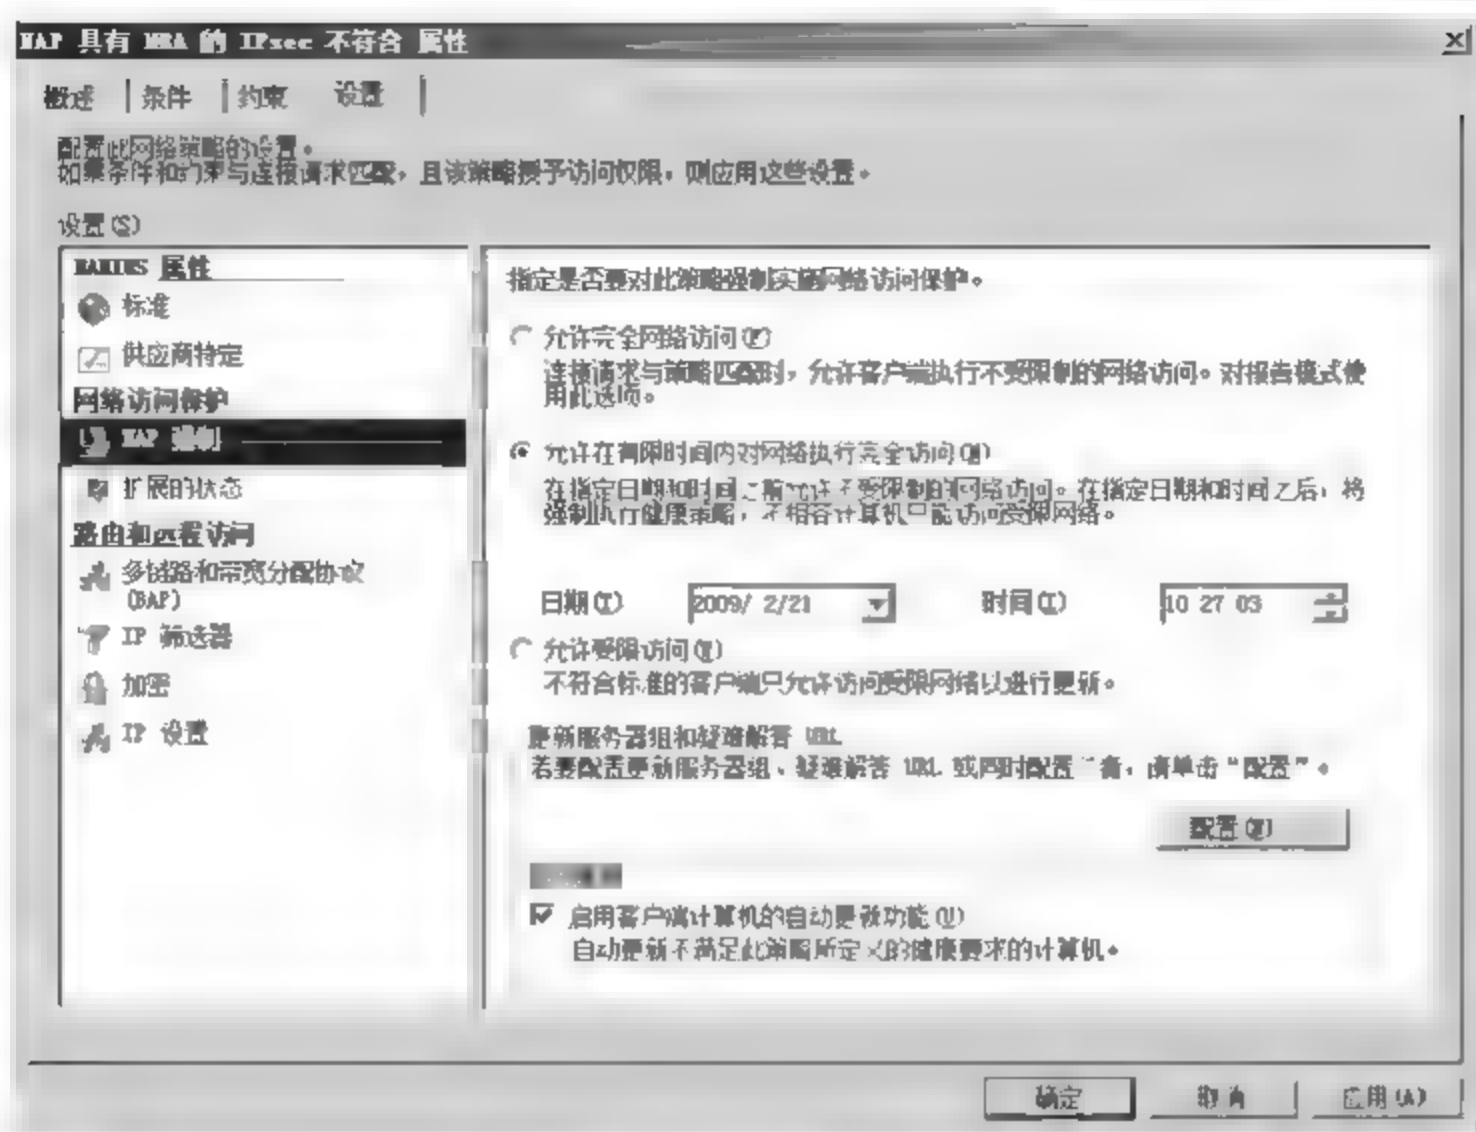 NAP 具有 HRA 的 IPsec 不符合 属性
概述 条件 约束 设置
配置此网络策略的设置。
如果条件和约束与连接请求匹配，且该策略授予访问权限，则应用这些设置。
设置(S)
RADIUS 属性
标准
供应商特定
网络访问保护
NAP 强制
扩展的状态
路由和远程访问
多链路和带宽分配协议
(BAP)
IP 筛选器
加密
IP 设置
指定是否要对此策略强制实施网络访问保护。
允许完全网络访问(F)
连接请求与策略匹配时，允许客户端执行不受限制的网络访问。对报告模式使
用此选项。
允许在有限时间内对网络执行完全访问
在指定日期和时间之前允许不受限制的网络访问。在指定日期和时间之后，将
强制执行健康策略，不相容计算机只能访问受限网络。
日期 2009/ 2/21 时间 10 27 03
允许受限访问
不符合标准的客户端只允许访问受限网络以进行更新。
更新服务器组和疑难解答 URL
若要配置更新服务器组、疑难解答 URL 或同时配置二者，请单击“配置”。
配置
启用客户端计算机的自动更新功能(U)
自动更新不满足此策略所定义的健康要求的计算机。
确定 取消 应用(A)